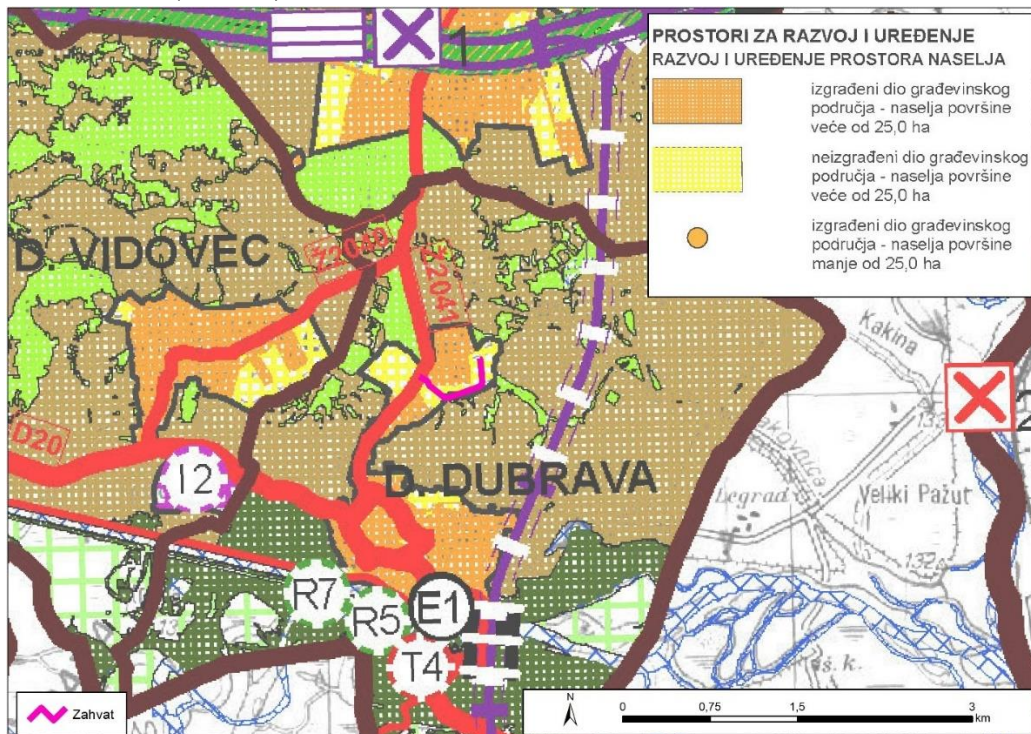 1
PROSTORI ZA RAZVOJ I UREĐENJE
RAZVOJ I UREĐENJE PROSTORA NASELJA
izgrađeni dio građevinskog
područja - naselja površine
veće od 25,0 ha
neizgrađeni dio građevinskog
područja - naselja površine
veće od 25,0 ha
izgrađeni dio građevinskog
područja - naselja površine
manje od 25,0 ha
D. VIDOVEC
Ž2048
Ž2041
Kakina
D20
I2
D. DUBRAVA
Legrad
Veliki Pažut
132
R7
R5
E1
T4
š. k.
Zahvat
N
0 0,75 1,5 3
km